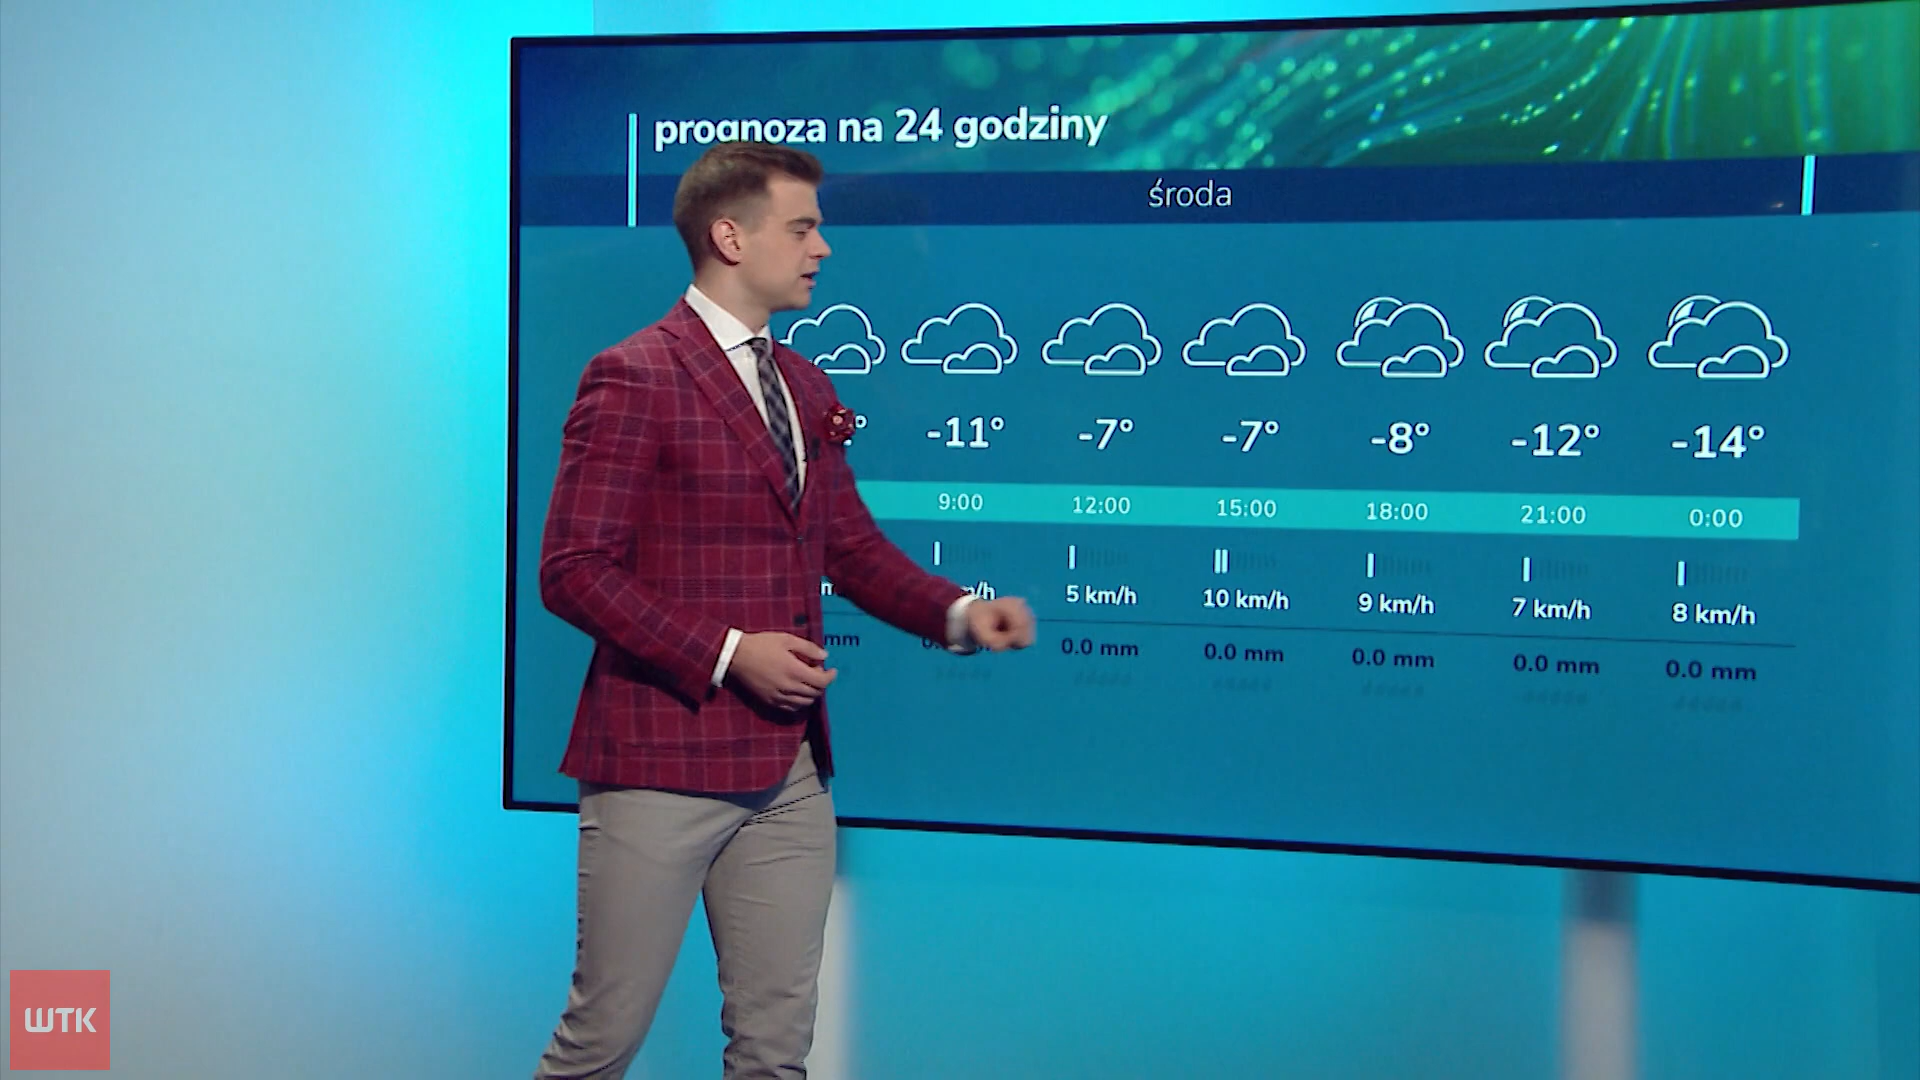 prognoza na 24 godziny
środa
-11° -7° -7° -8° -12° -14°
9:00 12:00 15:00 18:00 21:00 0:00
5 km/h 10 km/h 9 km/h 7 km/h 8 km/h
mm 0.0 mm 0.0 mm 0.0 mm 0.0 mm 0.0 mm
WTK